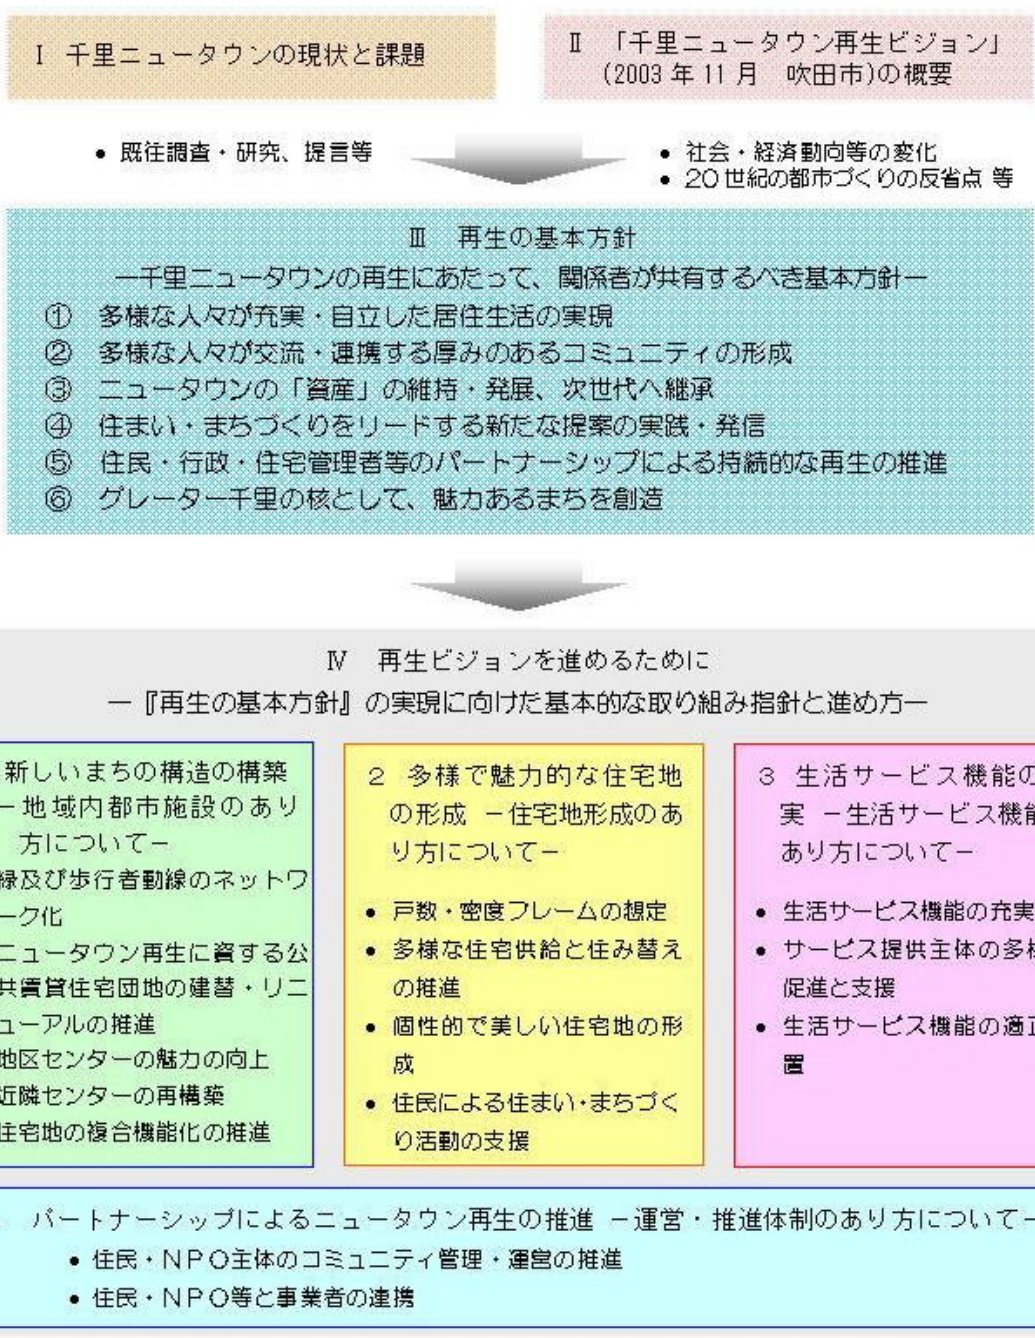 Ⅰ 千里ニュータウンの現状と課題
Ⅱ 「千里ニュータウン再生ビジョン」
(2003 年 11 月 吹田市)の概要
• 既往調査・研究、提言等
• 社会・経済動向等の変化
• 20 世紀の都市づくりの反省点 等
Ⅲ 再生の基本方針
―千里ニュータウンの再生にあたって、関係者が共有するべき基本方針―
① 多様な人々が充実・自立した居住生活の実現
② 多様な人々が交流・連携する厚みのあるコミュニティの形成
③ ニュータウンの「資産」の維持・発展、次世代へ継承
④ 住まい・まちづくりをリードする新たな提案の実践・発信
⑤ 住民・行政・住宅管理者等のパートナーシップによる持続的な再生の推進
⑥ グレーター千里の核として、魅力あるまちを創造
Ⅳ 再生ビジョンを進めるために
―『再生の基本方針』の実現に向けた基本的な取り組み指針と進め方―
新しいまちの構造の構築
－地域内都市施設のあり
方について－
緑及び歩行者動線のネットワ
ーク化
ニュータウン再生に資する公
共賃貸住宅団地の建替・リニ
ューアルの推進
地区センターの魅力の向上
近隣センターの再構築
住宅地の複合機能化の推進
2 多様で魅力的な住宅地
の形成 －住宅地形成のあ
り方について－
• 戸数・密度フレームの想定
• 多様な住宅供給と住み替え
の推進
• 個性的で美しい住宅地の形
成
• 住民による住まい・まちづく
り活動の支援
3 生活サービス機能の
実 －生活サービス機能
あり方について－
• 生活サービス機能の充実
• サービス提供主体の多様
促進と支援
• 生活サービス機能の適正
置
パートナーシップによるニュータウン再生の推進 －運営・推進体制のあり方について－
• 住民・ＮＰＯ主体のコミュニティ管理・運営の推進
• 住民・ＮＰＯ等と事業者の連携